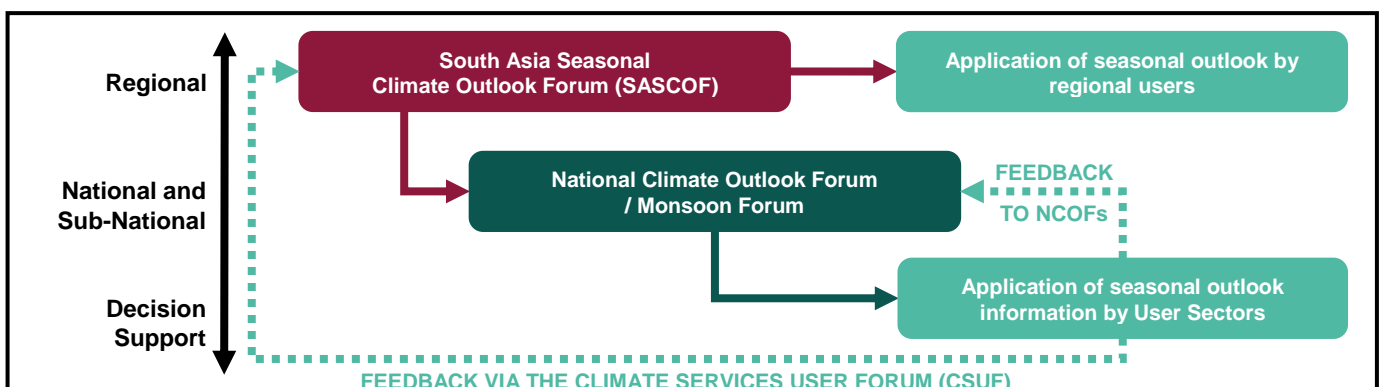 Regional
South Asia Seasonal
Climate Outlook Forum (SASCOF)
Application of seasonal outlook by
regional users
National and
Sub-National
National Climate Outlook Forum
/ Monsoon Forum
FEEDBACK
TO NCOFs
Decision
Support
Application of seasonal outlook
information by User Sectors
FEEDBACK VIA THE CLIMATE SERVICES USER FORUM (CSUF)